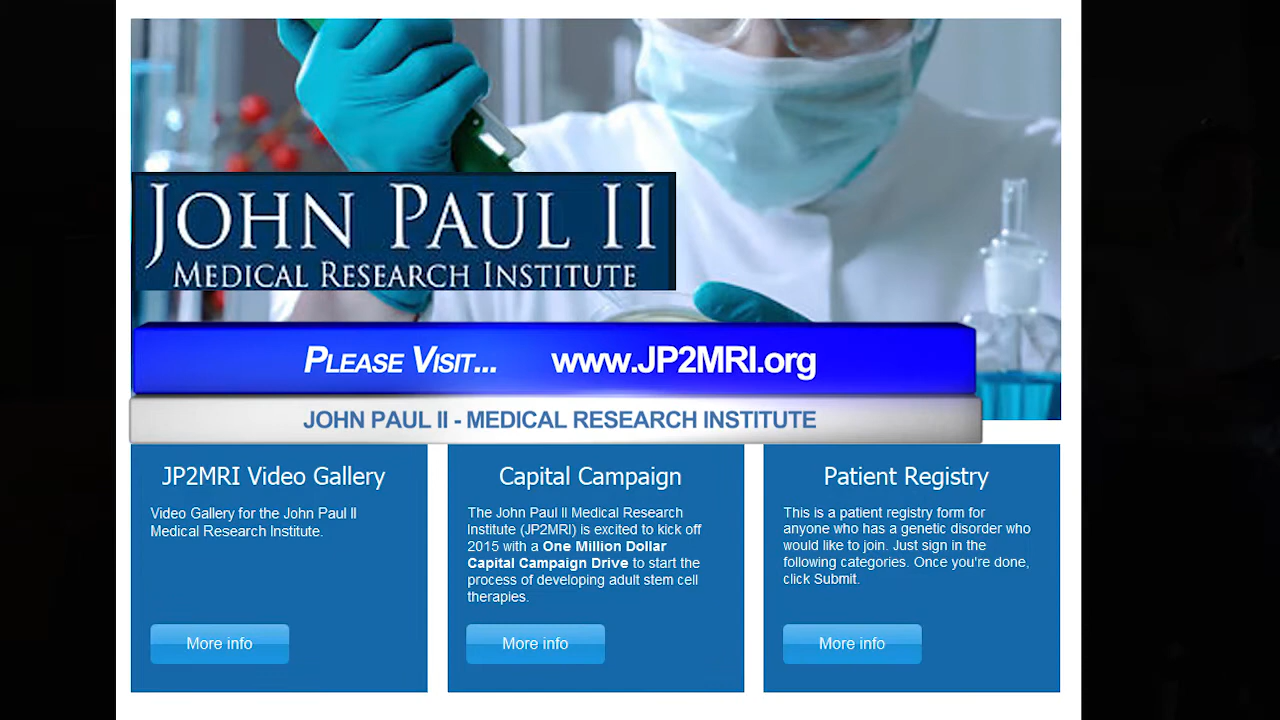 JOHN PAUL II
MEDICAL RESEARCH INSTITUTE
PLEASE VISIT... www.JP2MRI.org
JOHN PAUL II - MEDICAL RESEARCH INSTITUTE
JP2MRI Video Gallery
Video Gallery for the John Paul II
Medical Research Institute.
More info
Capital Campaign
The John Paul II Medical Research
Institute (JP2MRI) is excited to kick off
2015 with a One Million Dollar
Capital Campaign Drive to start the
process of developing adult stem cell
therapies.
More info
Patient Registry
This is a patient registry form for
anyone who has a genetic disorder who
would like to join. Just sign in the
following categories. Once you're done,
click Submit.
More info